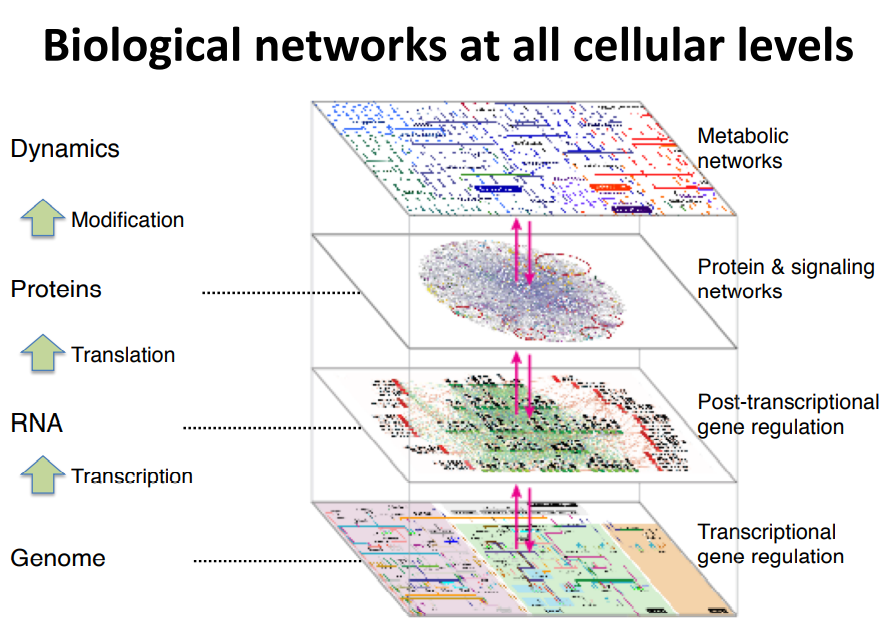 Biological networks at all cellular levels
Dynamics
Metabolic
networks
Modification
Proteins
Protein & signaling
networks
Translation
RNA
Post-transcriptional
gene regulation
Transcription
Genome
Transcriptional
gene regulation